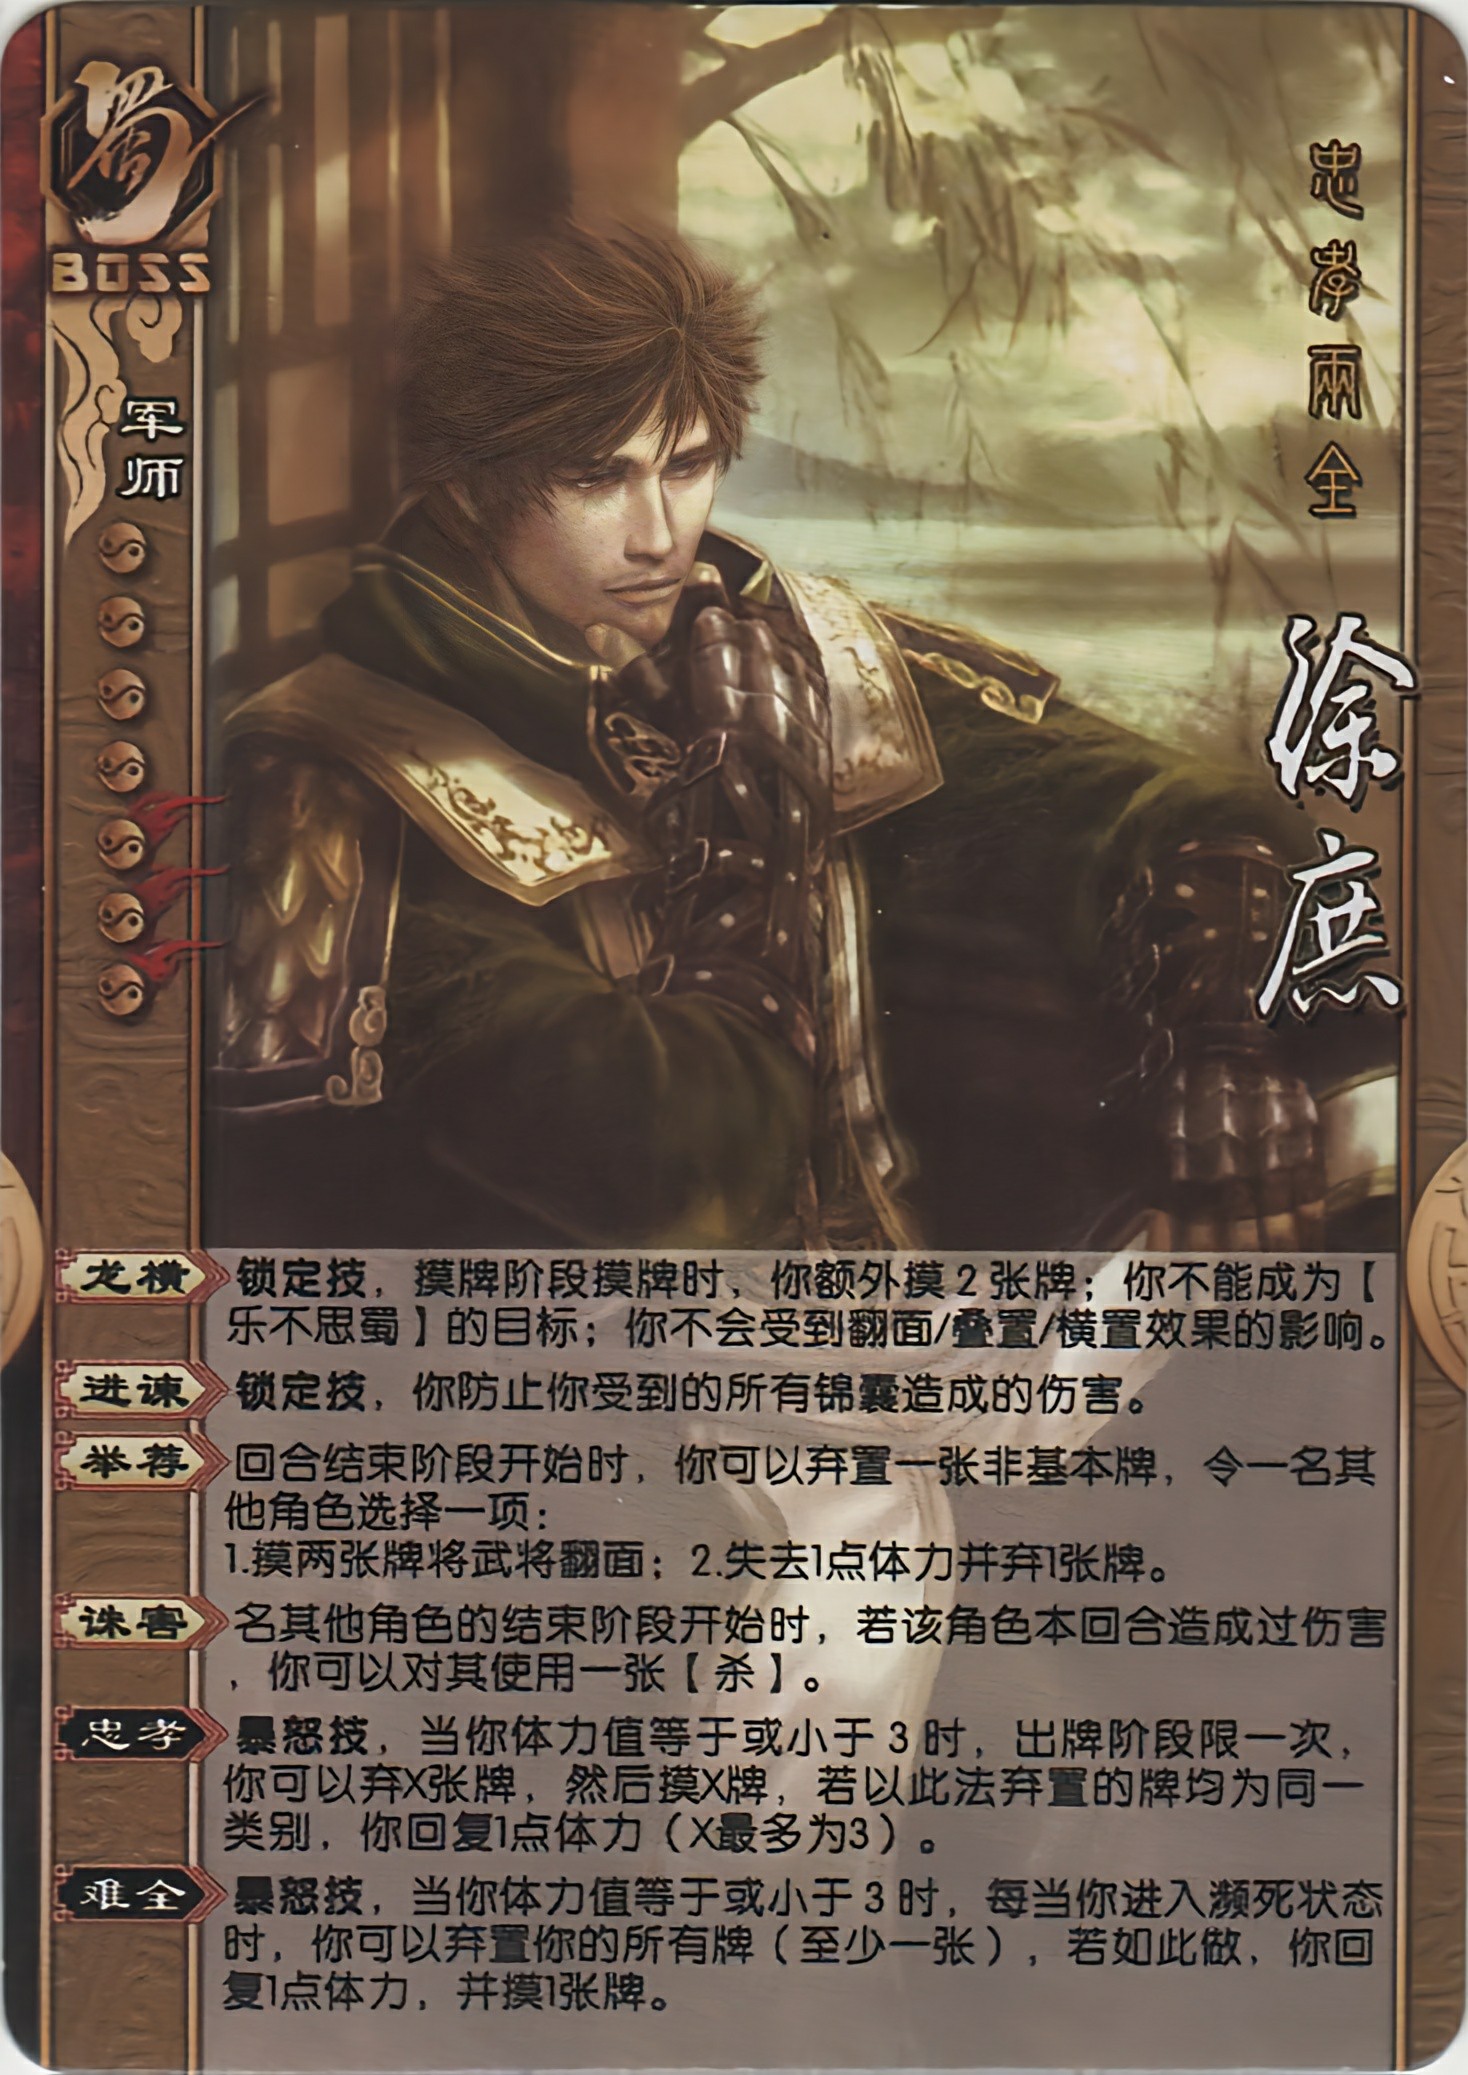 蜀
BOSS
军师
忠孝兩全
徐庶
龙横
锁定技，摸牌阶段摸牌时，你额外摸2张牌；你不能成为【
乐不思蜀】的目标；你不会受到翻面/叠置/横置效果的影响。
进谏
锁定技，你防止你受到的所有锦囊造成的伤害。
举荐
回合结束阶段开始时，你可以弃置一张非基本牌，令一名其
他角色选择一项：
1.摸两张牌将武将翻面；2.失去1点体力并弃1张牌。
诛害
名其他角色的结束阶段开始时，若该角色本回合造成过伤害
，你可以对其使用一张【杀】。
忠孝
暴怒技，当你体力值等于或小于3时，出牌阶段限一次，
你可以弃X张牌，然后摸X牌，若以此法弃置的牌均为同一
类别，你回复1点体力（X最多为3）。
难全
暴怒技，当你体力值等于或小于3时，每当你进入濒死状态
时，你可以弃置你的所有牌（至少一张），若如此做，你回
复1点体力，并摸1张牌。